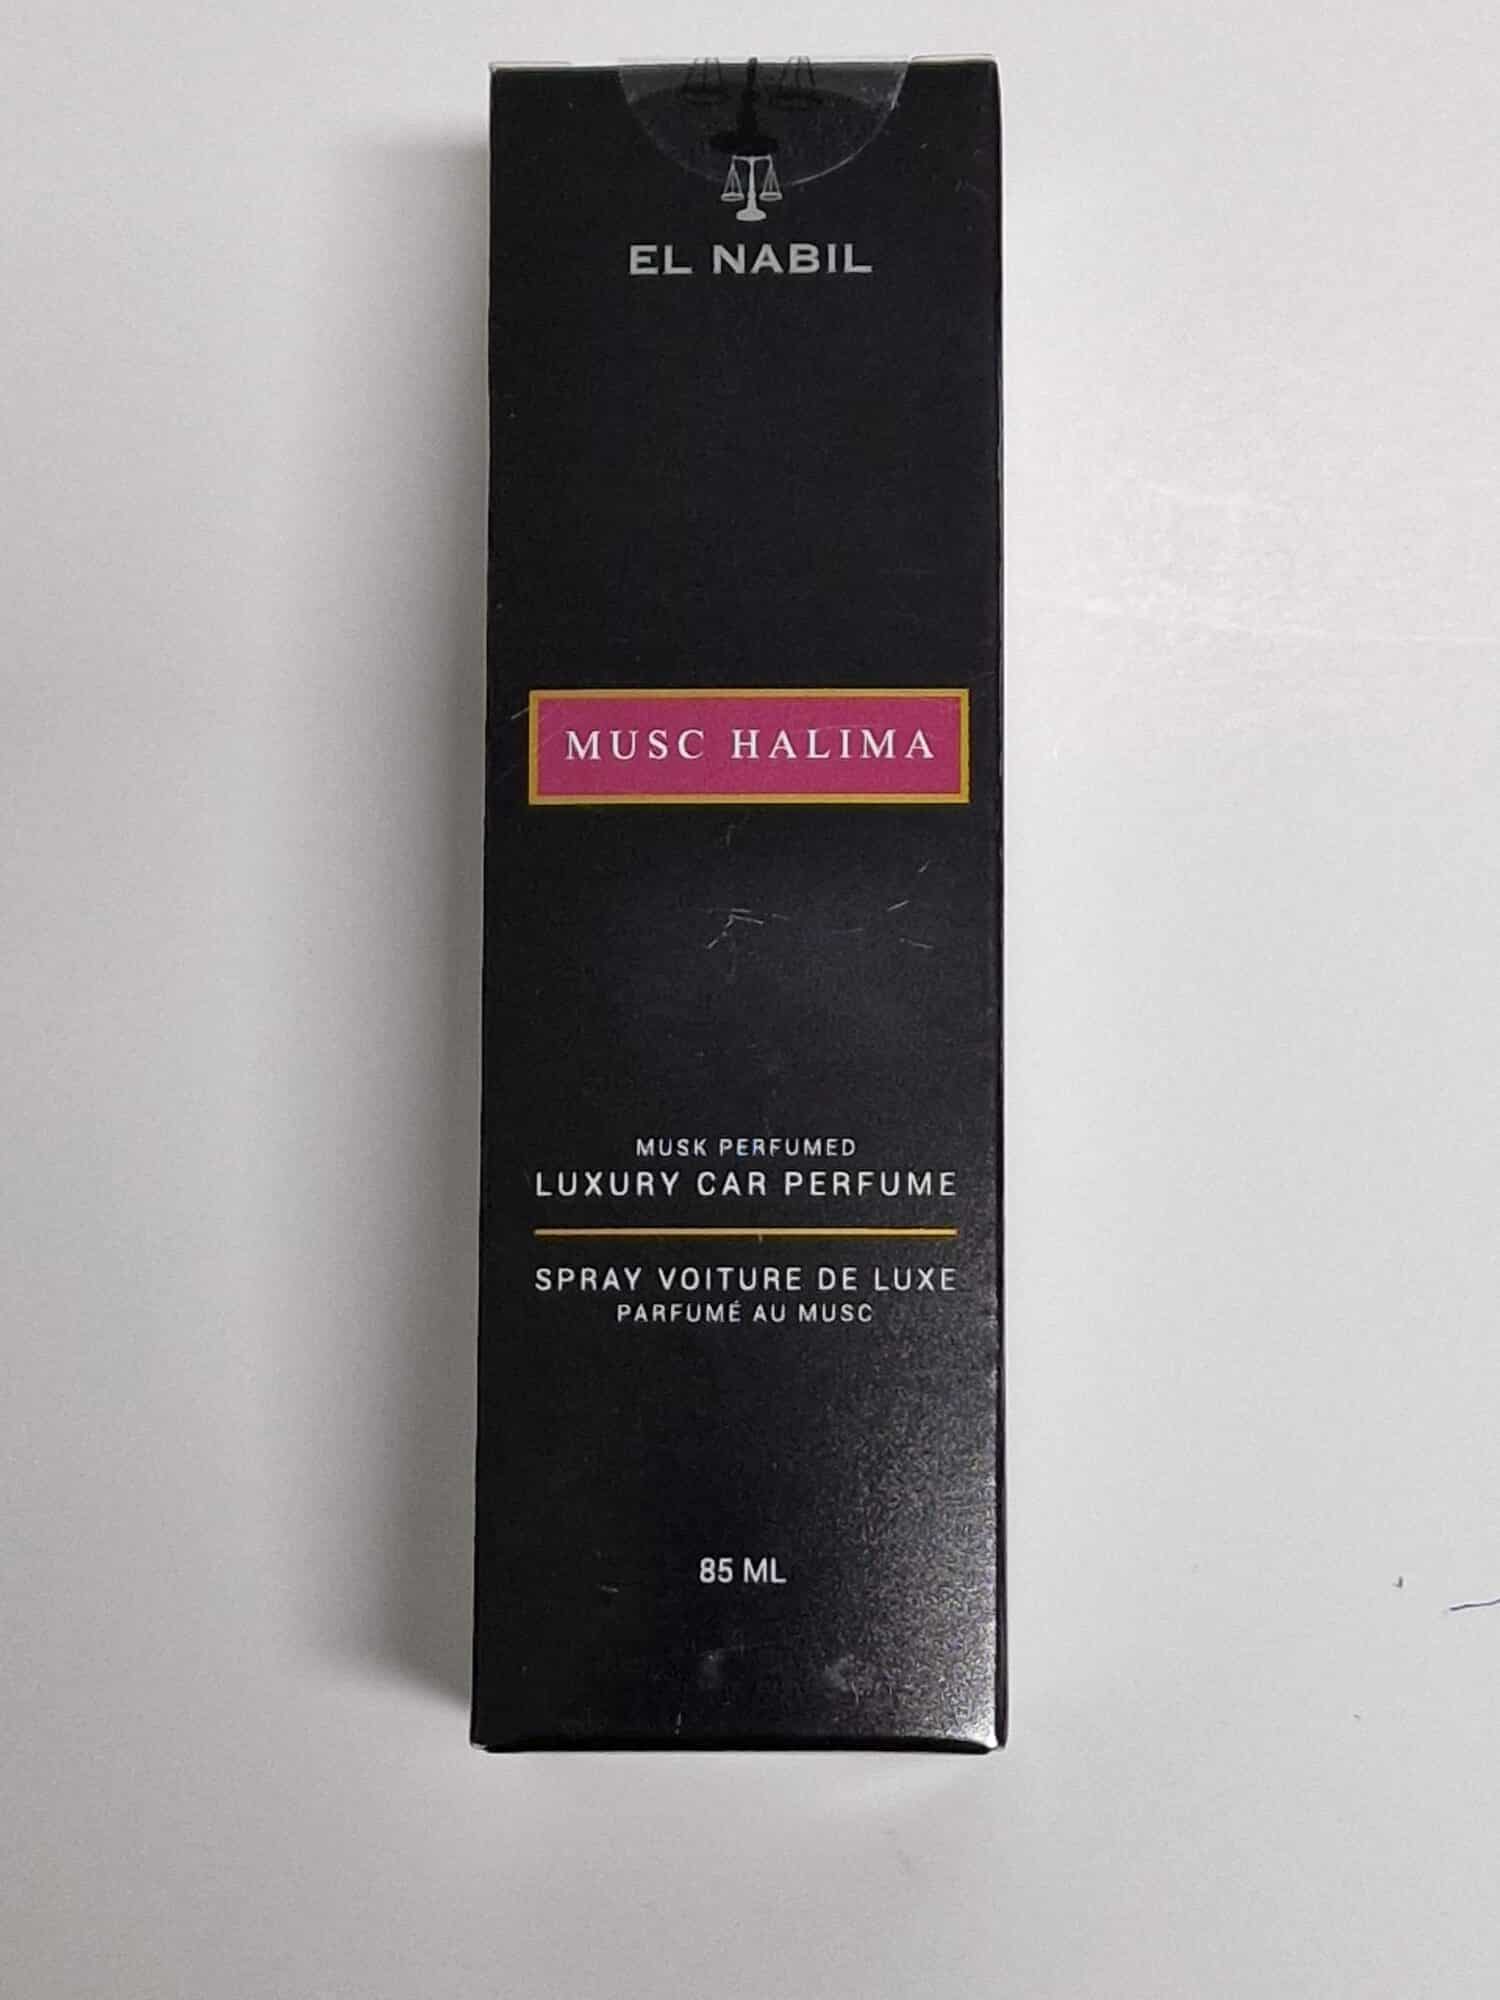 EL NABIL
MUSC HALIMA
MUSK PERFUMED
LUXURY CAR PERFUME
SPRAY VOITURE DE LUXE
PARFUMÉ AU MUSC
85 ML